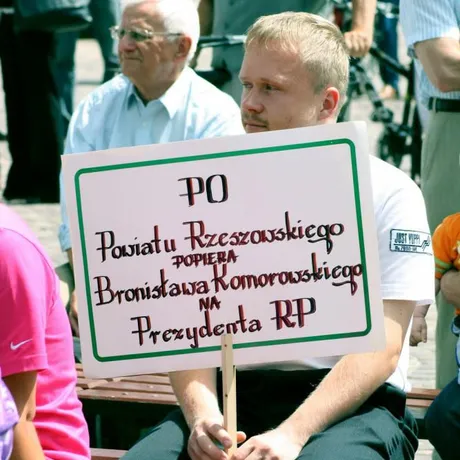 PO
Powiatu Rzeszowskiego
POPIERA
Bronisława Komorowskiego
NA
Prezydenta RP